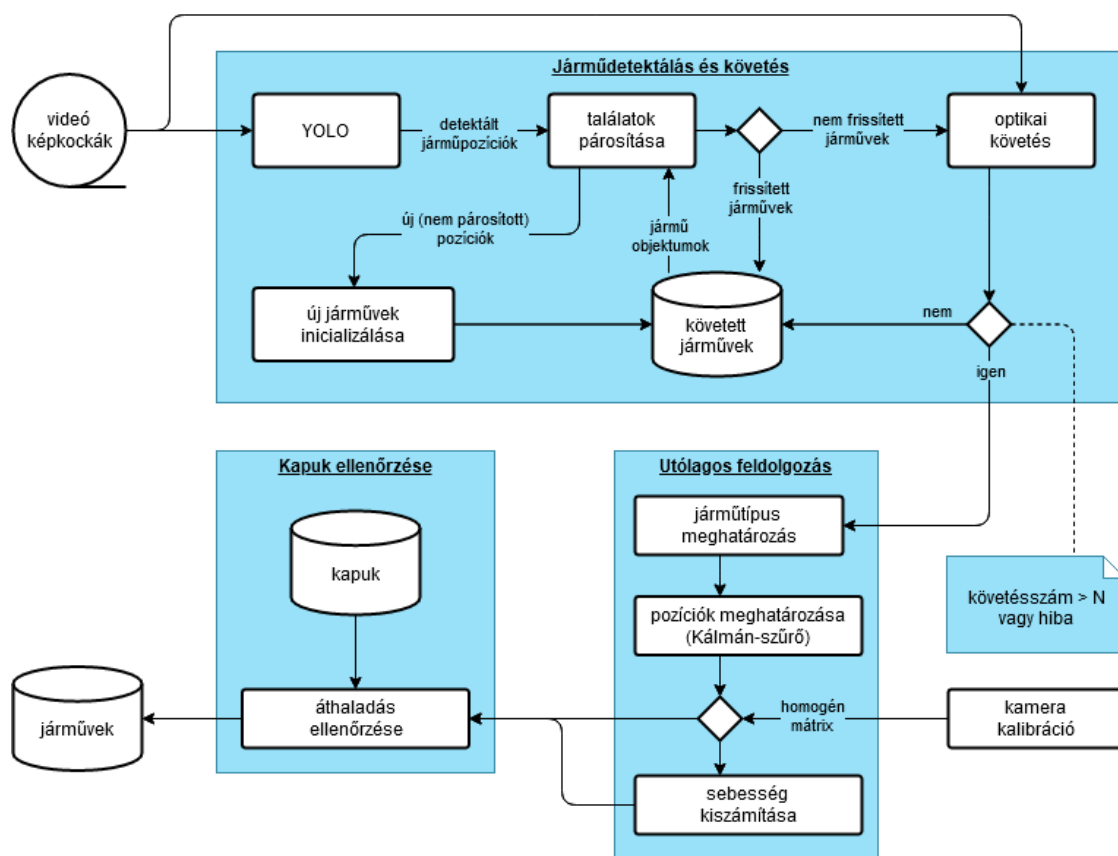 Járműdetektálás és követés
videó
képkockák
YOLO
detektált
járműpozíciók
találatok
párosítása
nem frissített
járművek
optikai
követés
frissített
járművek
új (nem párosított)
pozíciók
jármű
objektumok
új járművek
inicializálása
követett
járművek
nem
igen
Kapuk ellenőrzése
kapuk
áthaladás
ellenőrzése
járművek
Utólagos feldolgozás
járműtípus
meghatározás
pozíciók meghatározása
(Kálmán-szűrő)
homogén
mátrix
sebesség
kiszámítása
követésszám > N
vagy hiba
kamera
kalibráció